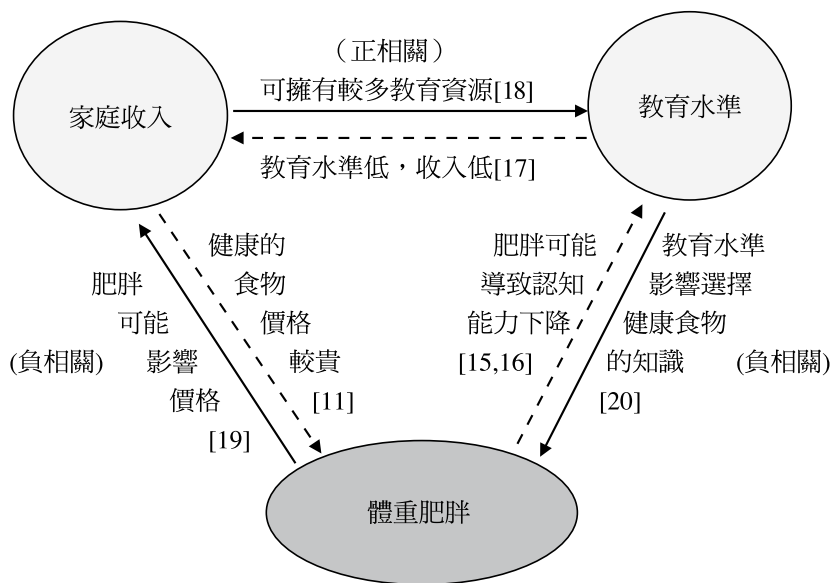 （正相關）
可擁有較多教育資源[18]
家庭收入
教育水準
教育水準低，收入低[17]
健康的
食物
價格
較貴
[11]
肥胖
可能
影響
價格
[19]
(負相關)
肥胖可能
導致認知
能力下降
[15,16]
教育水準
影響選擇
健康食物
的知識
[20]
(負相關)
體重肥胖